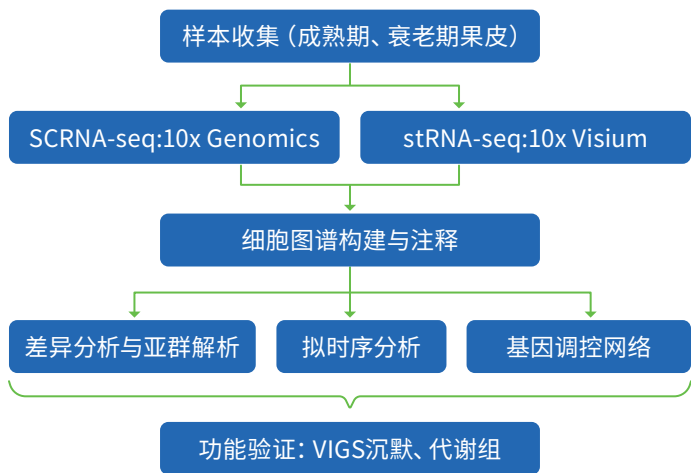 样本收集（成熟期、衰老期果皮）
SCRNA-seq:10x Genomics
stRNA-seq:10x Visium
细胞图谱构建与注释
差异分析与亚群解析
拟时序分析
基因调控网络
功能验证：VIGS沉默、代谢组